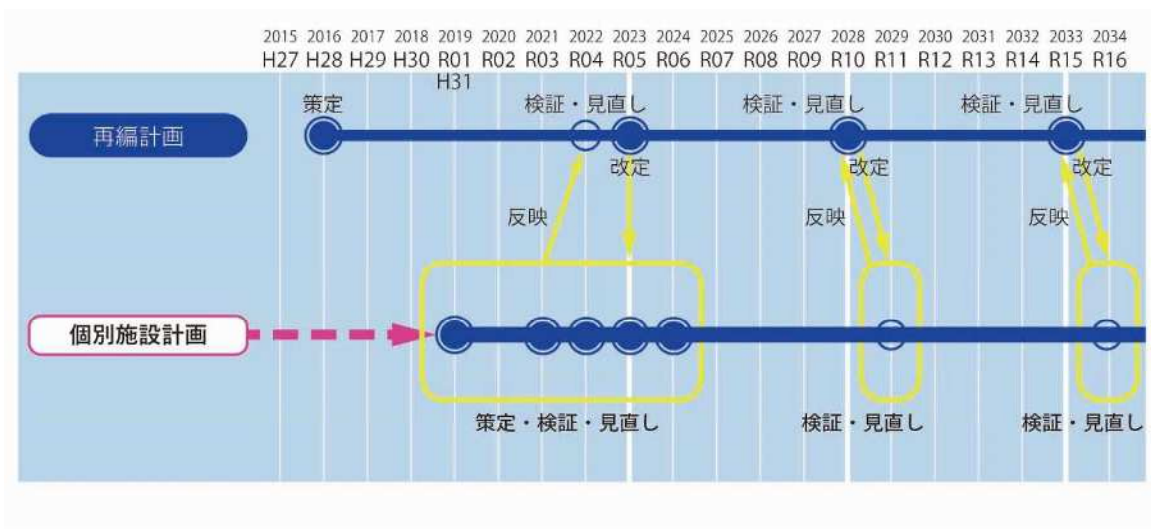 2015 2016 2017 2018 2019 2020 2021 2022 2023 2024 2025 2026 2027 2028 2029 2030 2031 2032 2033 2034
H27 H28 H29 H30 R01 R02 R03 R04 R05 R06 R07 R08 R09 R10 R11 R12 R13 R14 R15 R16
H31
策定 検証・見直し 検証・見直し 検証・見直し
再編計画
改定 改定 改定
反映 反映 反映
個別施設計画
策定・検証・見直し 検証・見直し 検証・見直し